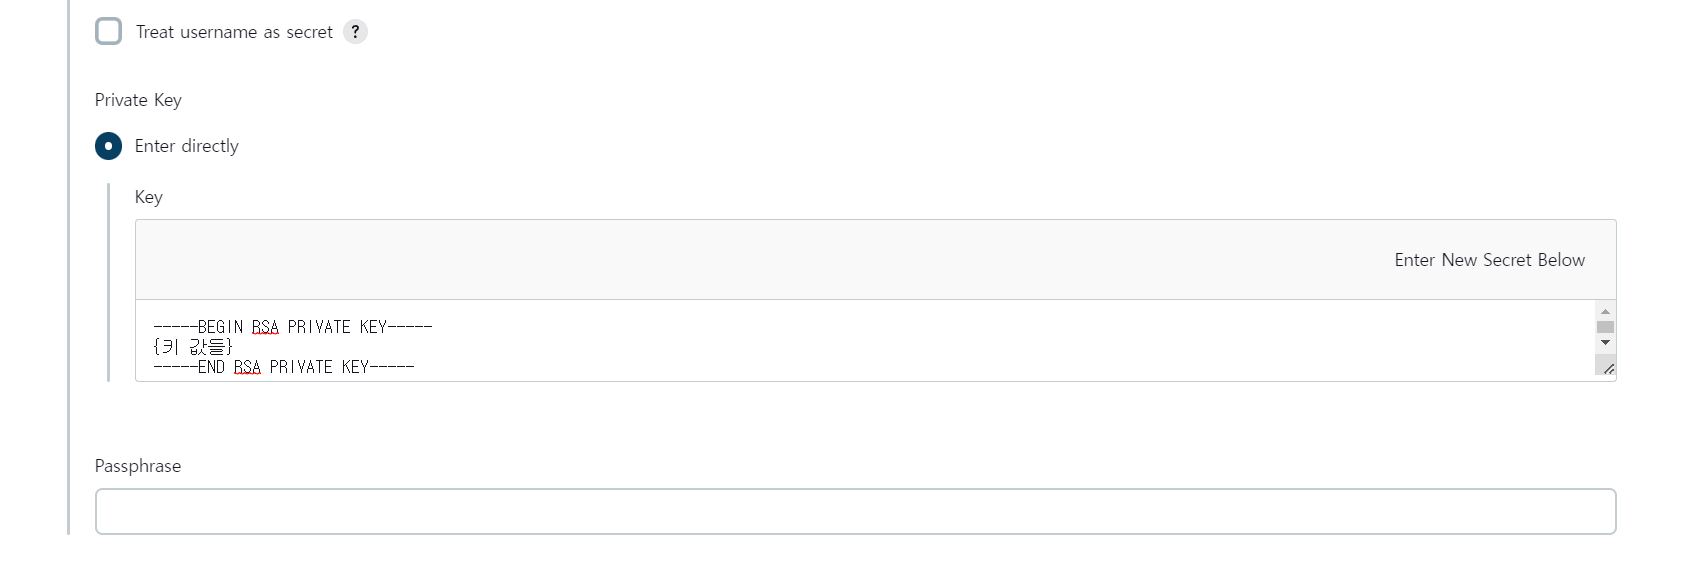 Treat username as secret ?
Private Key
Enter directly
Key
Enter New Secret Below
-----BEGIN RSA PRIVATE KEY-----
{키 값들}
-----END RSA PRIVATE KEY-----
Passphrase